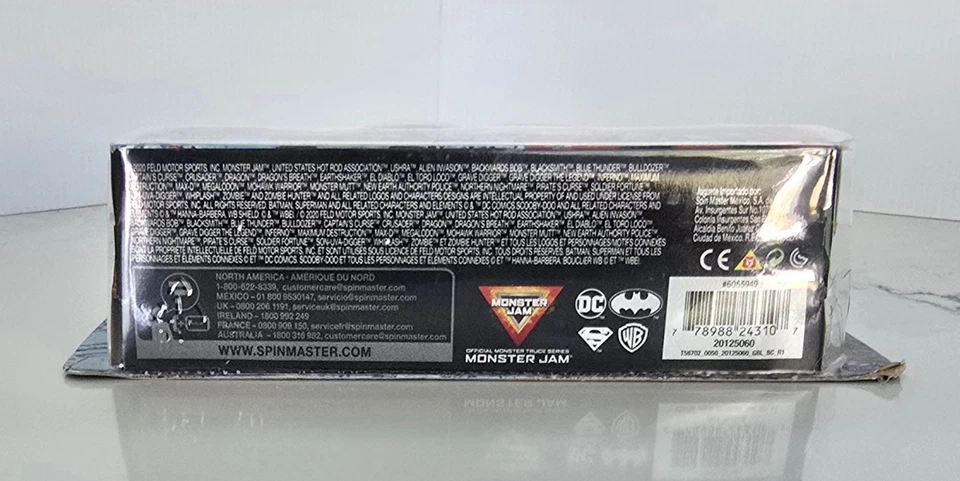 2020 FELD MOTOR SPORTS, INC. MONSTER JAM™, UNITED STATES HOT ROD ASSOCIATION™, USHRA™, ALIEN INVASION™, BACKWARDS BOB™, BLACKSMITH™, BLUE THUNDER™, BULLDOZER™
CAPTAIN'S CURSE™, CRUSADER™, DRAGON™, DRAGON'S BREATH™, EARTHSHAKER™, EL DIABLO™, EL TORO LOCO™, GRAVE DIGGER™, GRAVE DIGGER THE LEGEND™, INFERNO™, MAXIMUM
DESTRUCTION™, MAX-D™, MEGALODON™, MOHAWK WARRIOR™, MONSTER MUTT™, NEW EARTH AUTHORITY POLICE™, NORTHERN NIGHTMARE™, PIRATE'S CURSE™, SOLDIER FORTUNE™
SON-UVA-DIGGER™, WHIPLASH™, ZOMBIE™ AND ZOMBIE HUNTER™ AND ALL RELATED LOGOS AND CHARACTERS DESIGNS ARE INTELLECTUAL PROPERTY OF AND USED UNDER LICENSE FROM
MOTOR SPORTS, INC. ALL RIGHTS RESERVED. BATMAN, SUPERMAN AND ALL RELATED CHARACTERS AND ELEMENTS © & ™ DC COMICS. SCOOBY-DOO AND ALL RELATED CHARACTERS AND
ELEMENTS © & ™ HANNA-BARBERA. WB SHIELD: © & ™ WBEI. © 2020 FELD MOTOR SPORTS, INC. MONSTER JAM™, UNITED STATES HOT ROD ASSOCIATION™, USHRA™, ALIEN INVASION™
BOB™, BLACKSMITH™, BLUE THUNDER™, BULLDOZER™, CAPTAIN'S CURSE™, CRUSADER™, DRAGON™, DRAGON'S BREATH™, EARTHSHAKER™, EL DIABLO™, EL TORO LOCO™
GRAVE DIGGER THE LEGEND™, INFERNO™, MAXIMUM DESTRUCTION™, MAX-D™, MEGALODON™, MOHAWK WARRIOR™, MONSTER MUTT™, NEW EARTH AUTHORITY POLICE™
NORTHERN NIGHTMARE™, PIRATE'S CURSE™, SOLDIER FORTUNE™, SON-UVA-DIGGER™, WHIPLASH™, ZOMBIE™ ET ZOMBIE HUNTER™ ET TOUS LES LOGOS ET PERSONNAGES MOTIFS CONNEXES
SONT LA PROPRIÉTÉ INTELLECTUELLE DE FELD MOTOR SPORTS, INC. ET SONT UTILISÉS SOUS LICENCE DE FELD MOTOR SPORTS, INC. TOUS DROITS RÉSERVÉS. BATMAN, SUPERMAN ET TOUS LES
PERSONNAGES ET ÉLÉMENTS CONNEXES © ET ™ DC COMICS. SCOOBY-DOO ET TOUS LES PERSONNAGES ET ÉLÉMENTS CONNEXES © ET ™ HANNA-BARBERA. BOUCLIER WB © ET ™ WBEI.
Juguete importado por:
Spin Master México, S.A. de
Av. Insurgentes Sur No.
Colonia Insurgentes San
Alcaldía Benito Juárez
Ciudad de México, R.F.
CE
NORTH AMERICA - AMÉRIQUE DU NORD
1-800-622-8339, customercare@spinmaster.com
MÉXICO - 01 800 9530147, servicio@spinmaster.com
UK - 0800 206 1191, serviceuk@spinmaster.com
IRELAND - 1800 992 249
FRANCE - 0800 909 150, servicefr@spinmaster.com
AUSTRALIA - 1800 316 982, customercare@spinmaster.com
WWW.SPINMASTER.COM
MONSTER
JAM
OFFICIAL MONSTER TRUCK SERIES
MONSTER JAM™
DC
WB
#6055949
7 78988 24310 7
20125060
T56702_0050_20125060_GBL_BC_R1